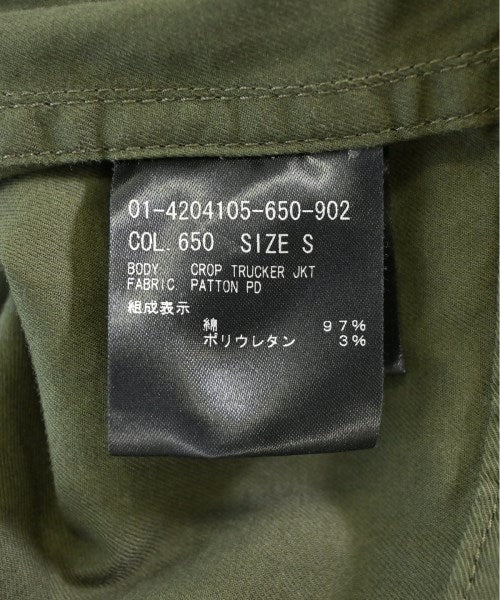 01-4204105-650-902
COL. 650 SIZE S
BODY CROP TRUCKER JKT
FABRIC PATTON PD
組成表示
綿 97%
ポリウレタン 3%